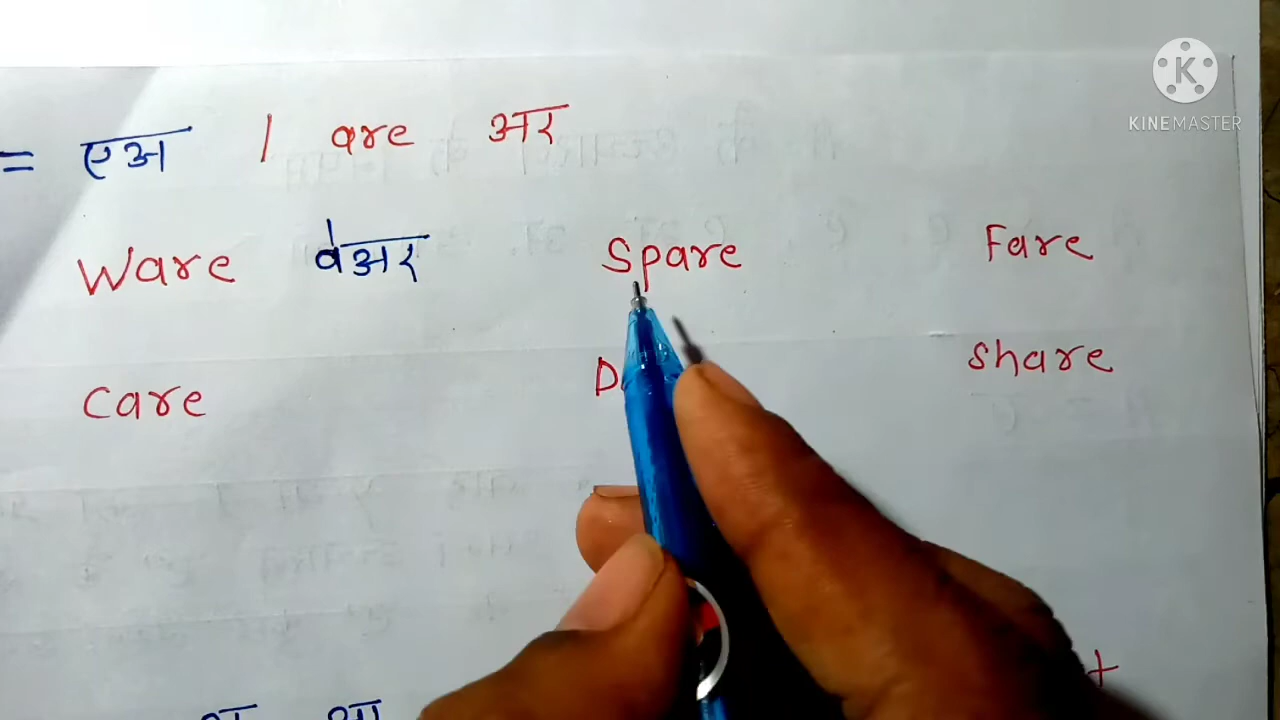 = एअ / are अर
KINEMASTER
Ware वेअर Spare Fare
Care D share
+